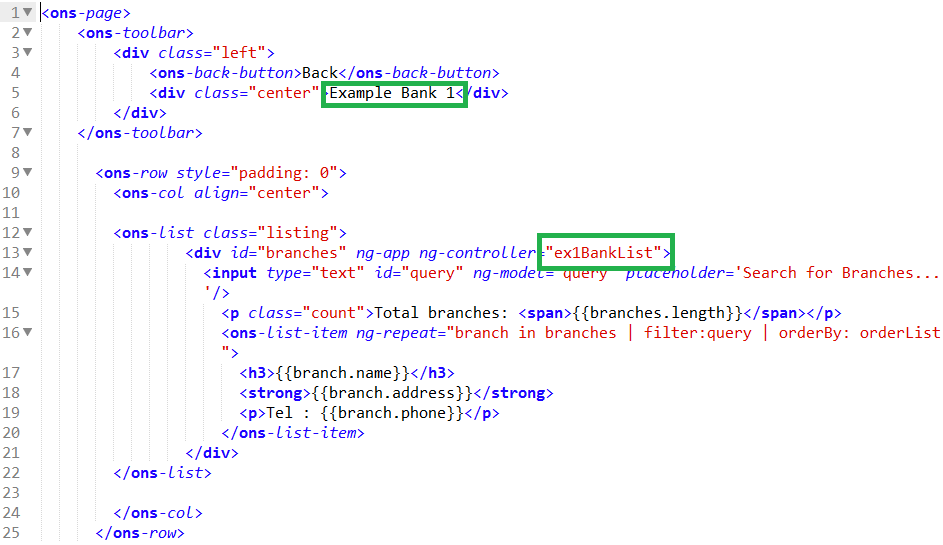 1 <ons-page>
2 <ons-toolbar>
3 <div class="left">
4 <ons-back-button>Back</ons-back-button>
5 <div class="center">Example Bank 1</div>
6 </div>
7 </ons-toolbar>
8
9 <ons-row style="padding: 0">
10 <ons-col align="center">
11
12 <ons-list class="listing">
13 <div id="branches" ng-app ng-controller="ex1BankList">
14 <input type="text" id="query" ng-model="query" placeholder='Search for Branches...
'/>
15 <p class="count">Total branches: <span>{{branches.length}}</span></p>
16 <ons-list-item ng-repeat="branch in branches | filter:query | orderBy: orderList
">
17 <h3>{{branch.name}}</h3>
18 <strong>{{branch.address}}</strong>
19 <p>Tel : {{branch.phone}}</p>
20 </ons-list-item>
21 </div>
22 </ons-list>
23
24 </ons-col>
25 </ons-row>